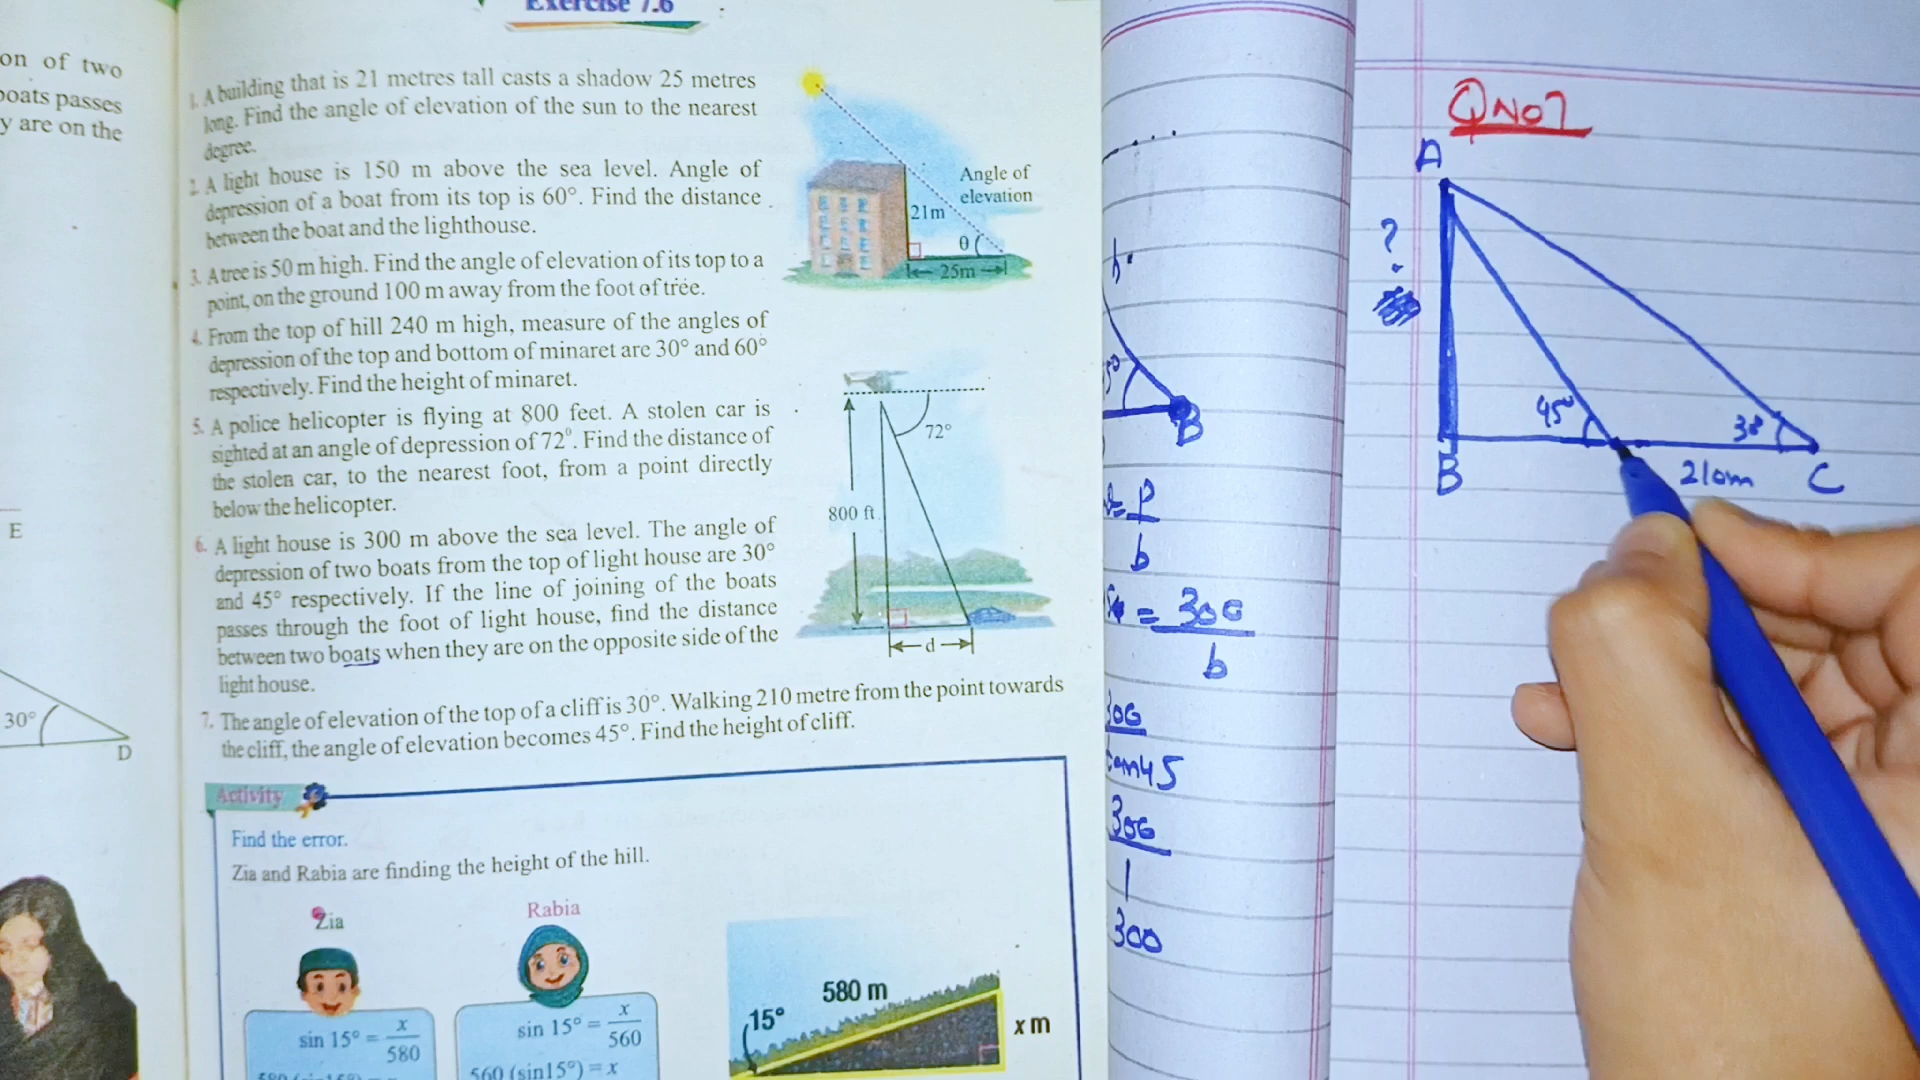 on of two
boats passes
y are on the
E
30°
D
Exercise 7.6
1. A building that is 21 metres tall casts a shadow 25 metres
long. Find the angle of elevation of the sun to the nearest
degree.
2. A light house is 150 m above the sea level. Angle of
depression of a boat from its top is 60°. Find the distance
between the boat and the lighthouse.
3. A tree is 50 m high. Find the angle of elevation of its top to a
point, on the ground 100 m away from the foot of tree.
4. From the top of hill 240 m high, measure of the angles of
depression of the top and bottom of minaret are 30° and 60°
respectively. Find the height of minaret.
5. A police helicopter is flying at 800 feet. A stolen car is
sighted at an angle of depression of 72°. Find the distance of
the stolen car, to the nearest foot, from a point directly
below the helicopter.
6. A light house is 300 m above the sea level. The angle of
depression of two boats from the top of light house are 30°
and 45° respectively. If the line of joining of the boats
passes through the foot of light house, find the distance
between two boats when they are on the opposite side of the
light house.
7. The angle of elevation of the top of a cliff is 30°. Walking 210 metre from the point towards
the cliff, the angle of elevation becomes 45°. Find the height of cliff.
Angle of
elevation
21m
θ
25m
72°
800 ft.
d
Activity
Find the error.
Zia and Rabia are finding the height of the hill.
Zia
Rabia
sin 15° = x/580
sin 15° = x/560
560 (sin15°) = x
580 m
15°
x m
h
5°
B
= p/b
= 300/b
300
tan45
300
1
300
Q No 7
A
?
45°
30°
B
210m
C